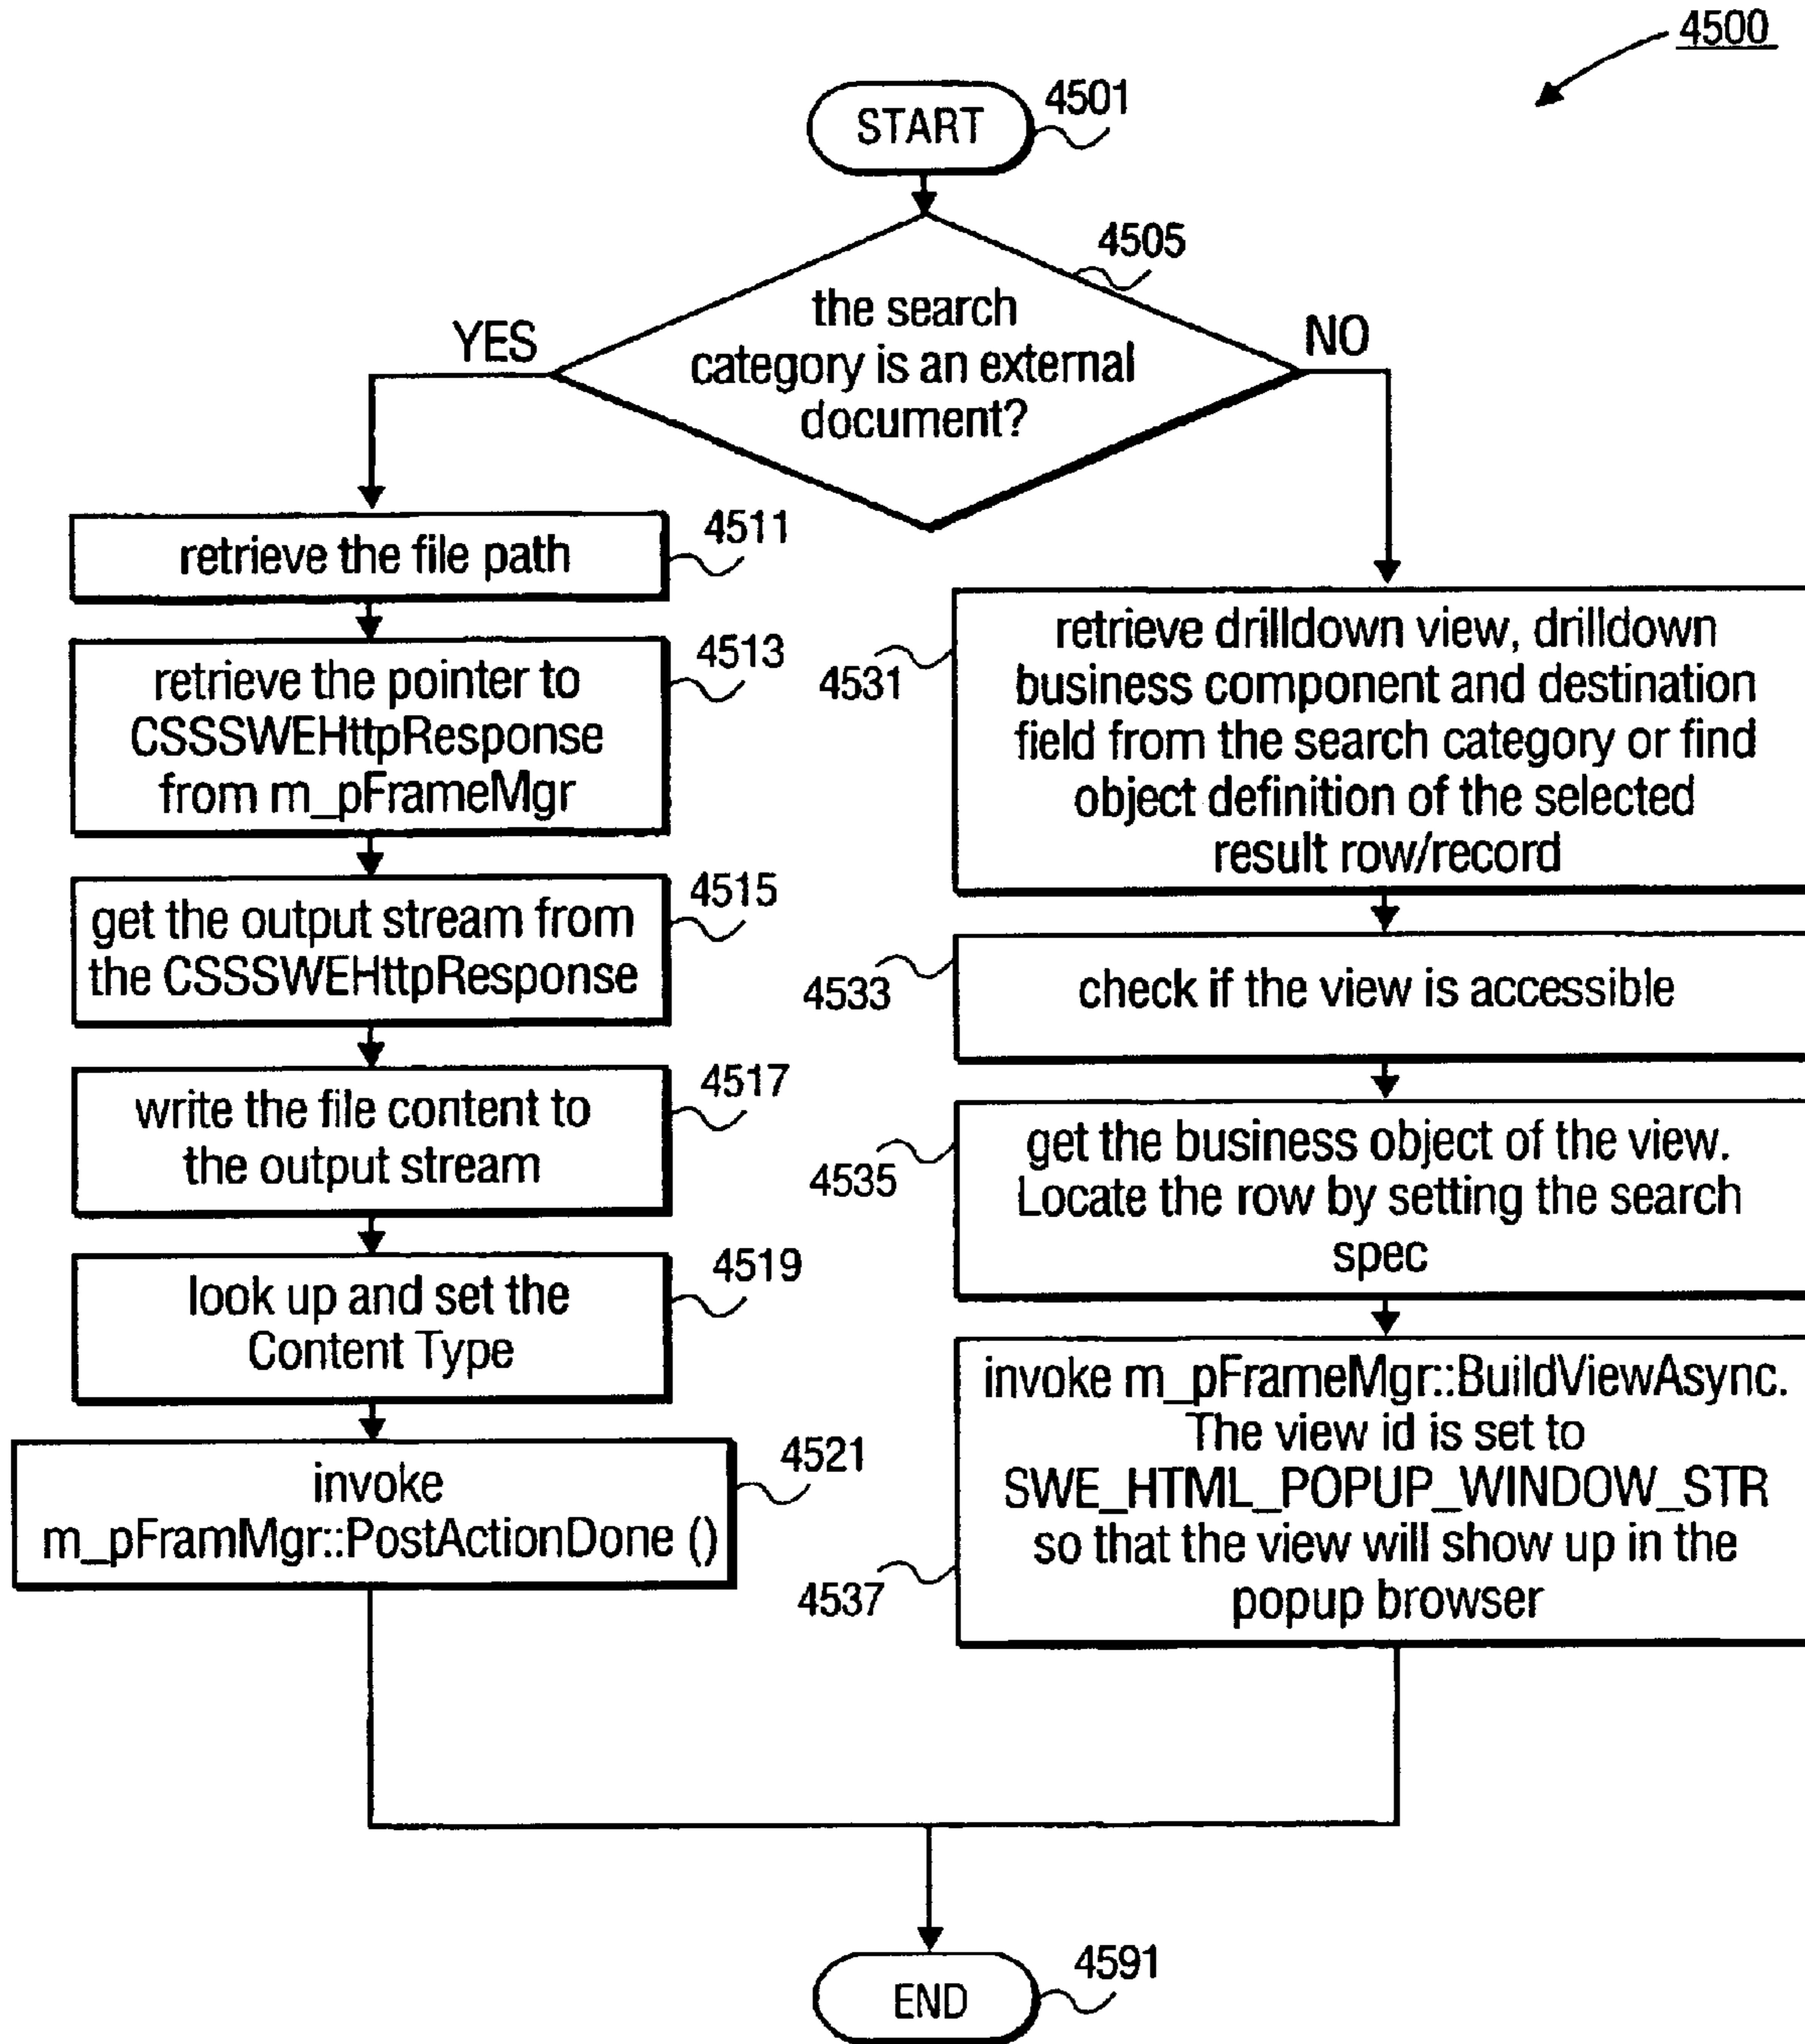 4500
START
4501
4505
the search
category is an external
document?
YES
NO
retrieve the file path
4511
retrieve the pointer to
CSSSWEHttpResponse
from m_pFrameMgr
4513
get the output stream from
the CSSSWEHttpResponse
4515
write the file content to
the output stream
4517
look up and set the
Content Type
4519
invoke
m_pFramMgr::PostActionDone ()
4521
retrieve drilldown view, drilldown
business component and destination
field from the search category or find
object definition of the selected
result row/record
4531
check if the view is accessible
4533
get the business object of the view.
Locate the row by setting the search
spec
4535
invoke m_pFrameMgr::BuildViewAsync.
The view id is set to
SWE_HTML_POPUP_WINDOW_STR
so that the view will show up in the
popup browser
4537
END
4591